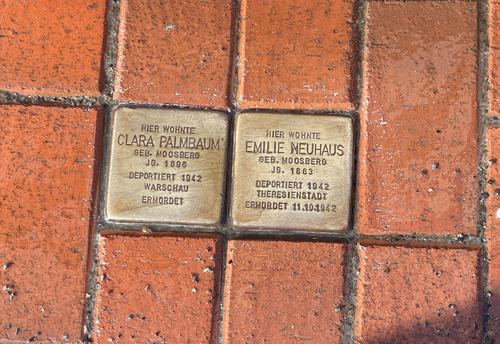 HIER WOHNTE
CLARA PALMBAUM
GEB. MOOSBERG
JG. 1896
DEPORTIERT 1942
WARSCHAU
ERMORDET
HIER WOHNTE
EMILIE NEUHAUS
GEB. MOOSBERG
JG. 1863
DEPORTIERT 1942
THERESIENSTADT
ERMORDET 11.10.1942